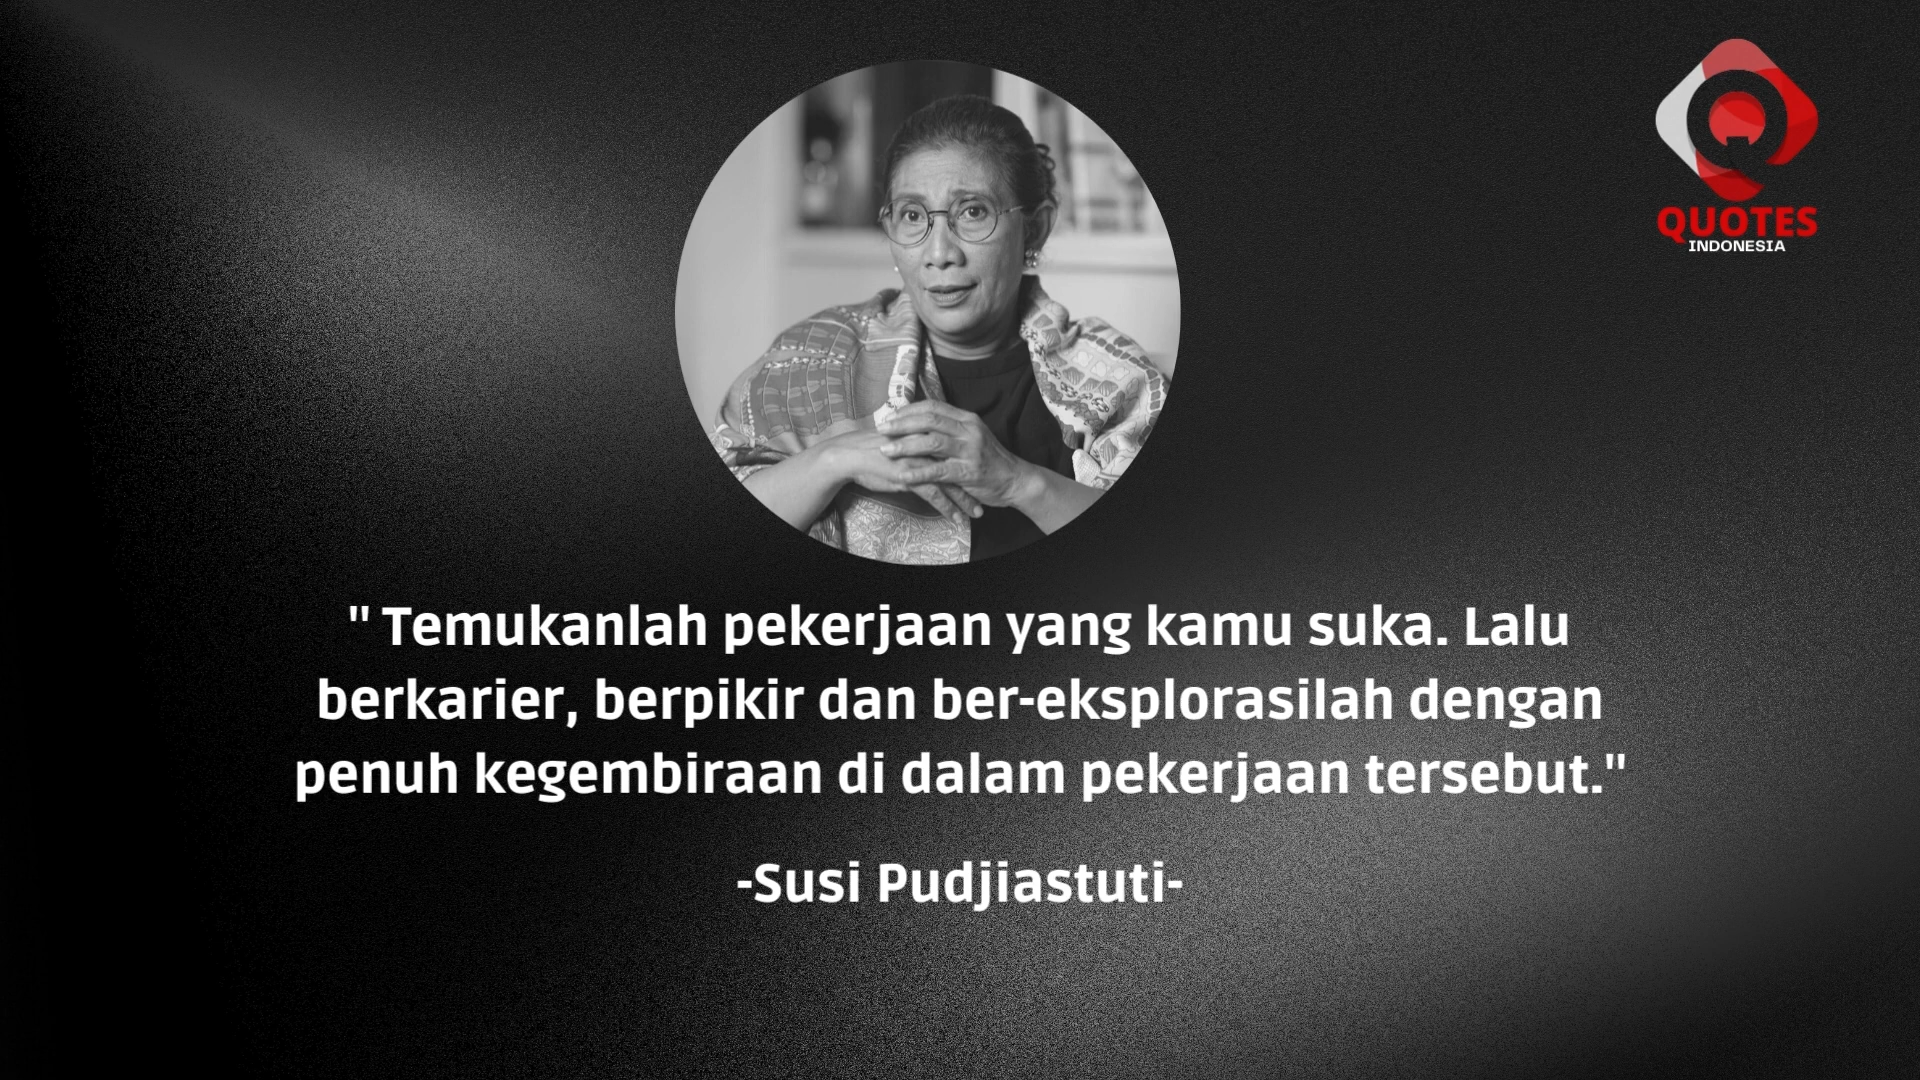 QUOTES
INDONESIA
" Temukanlah pekerjaan yang kamu suka. Lalu
berkarier, berpikir dan ber-eksplorasilah dengan
penuh kegembiraan di dalam pekerjaan tersebut."
-Susi Pudjiastuti-